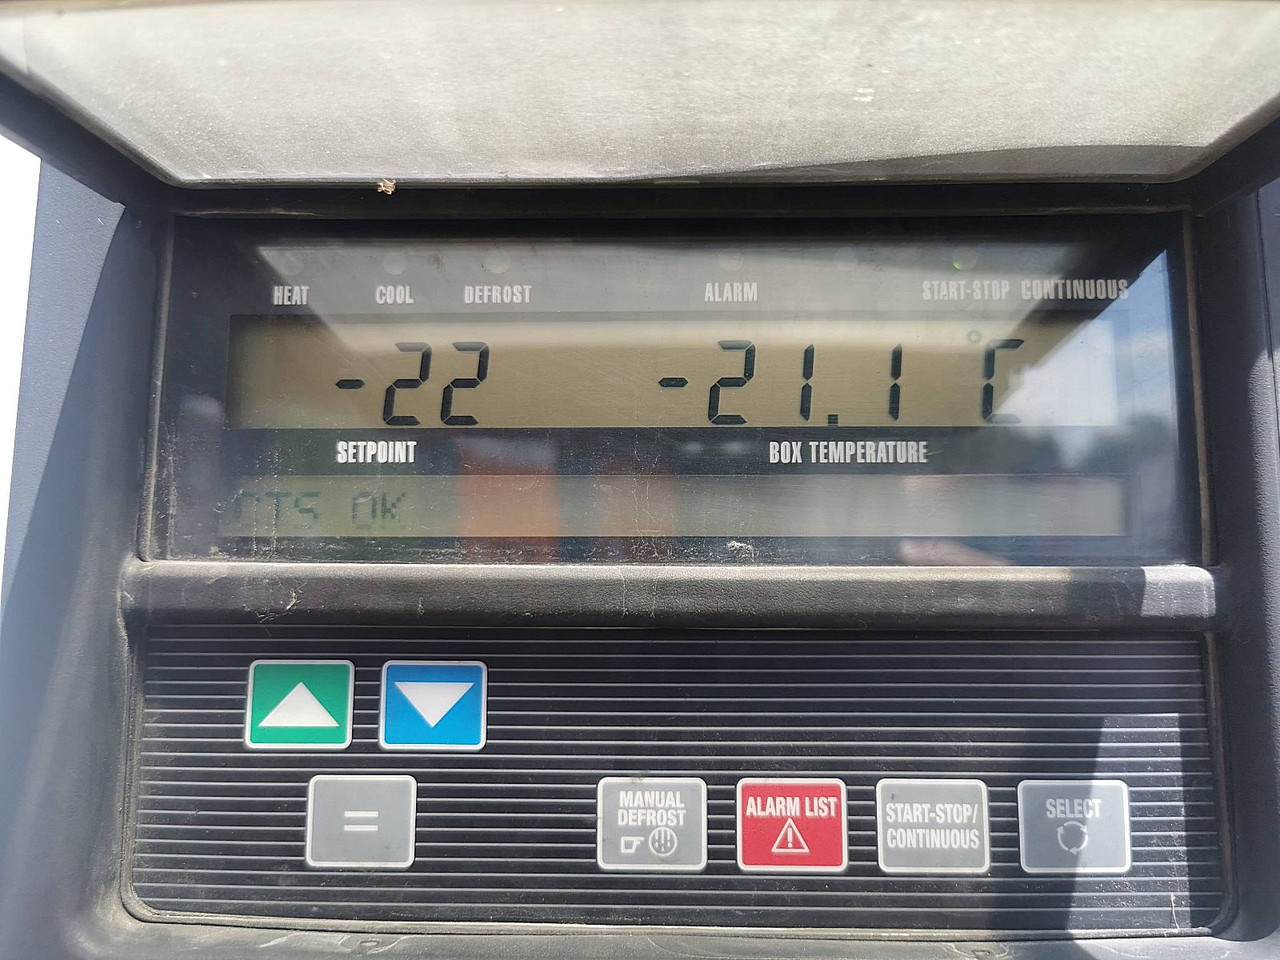 HEAT COOL DEFROST ALARM START-STOP CONTINUOUS
-22 -21.1 °C
SETPOINT BOX TEMPERATURE
OK
MANUAL DEFROST
ALARM LIST
START-STOP/
CONTINUOUS
SELECT
=